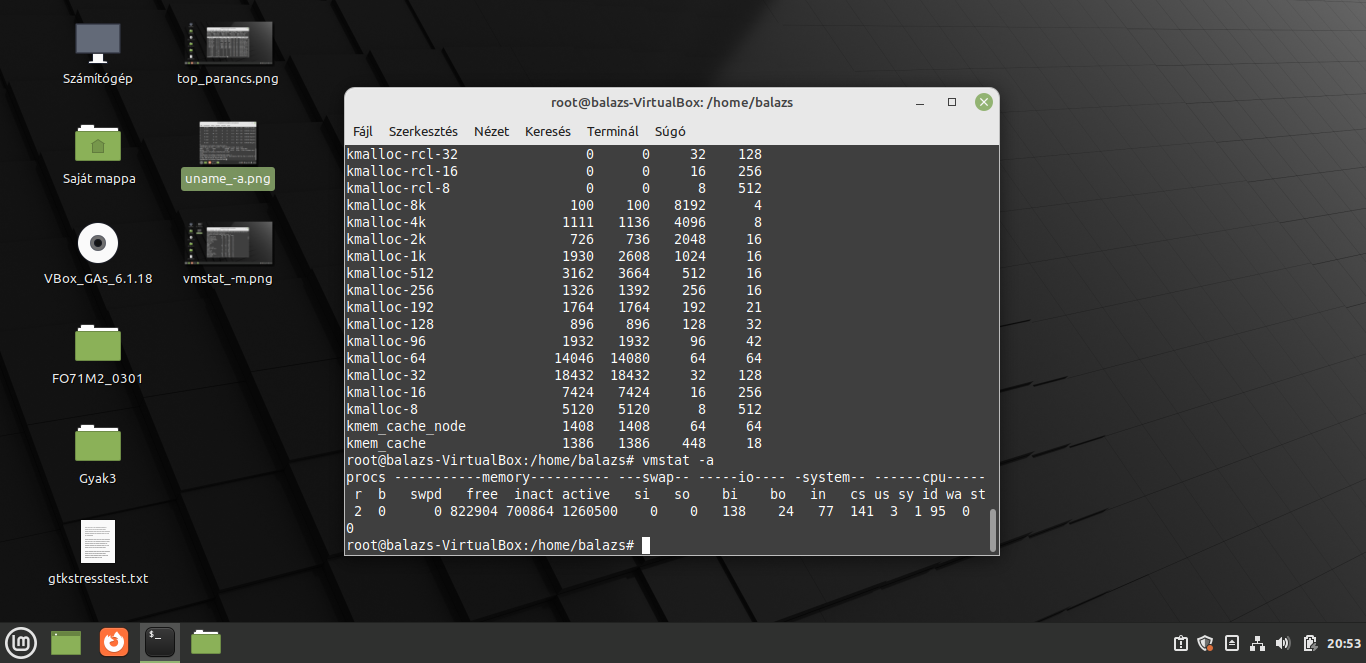 Számítógép
top_parancs.png
Saját mappa
uname_-a.png
VBox_GAs_6.1.18
vmstat_-m.png
FO71M2_0301
Gyak3
gtkstresstest.txt
root@balazs-VirtualBox: /home/balazs
Fájl Szerkesztés Nézet Keresés Terminál Súgó
kmalloc-rcl-32 0 0 32 128
kmalloc-rcl-16 0 0 16 256
kmalloc-rcl-8 0 0 8 512
kmalloc-8k 100 100 8192 4
kmalloc-4k 1111 1136 4096 8
kmalloc-2k 726 736 2048 16
kmalloc-1k 1930 2608 1024 16
kmalloc-512 3162 3664 512 16
kmalloc-256 1326 1392 256 16
kmalloc-192 1764 1764 192 21
kmalloc-128 896 896 128 32
kmalloc-96 1932 1932 96 42
kmalloc-64 14046 14080 64 64
kmalloc-32 18432 18432 32 128
kmalloc-16 7424 7424 16 256
kmalloc-8 5120 5120 8 512
kmem_cache_node 1408 1408 64 64
kmem_cache 1386 1386 448 18
root@balazs-VirtualBox:/home/balazs# vmstat -a
procs -----------memory---------- ---swap-- -----io---- -system-- ------cpu-----
r b swpd free inact active si so bi bo in cs us sy id wa st
2 0 0 822904 700864 1260500 0 0 138 24 77 141 3 1 95 0
0
root@balazs-VirtualBox:/home/balazs#
20:53